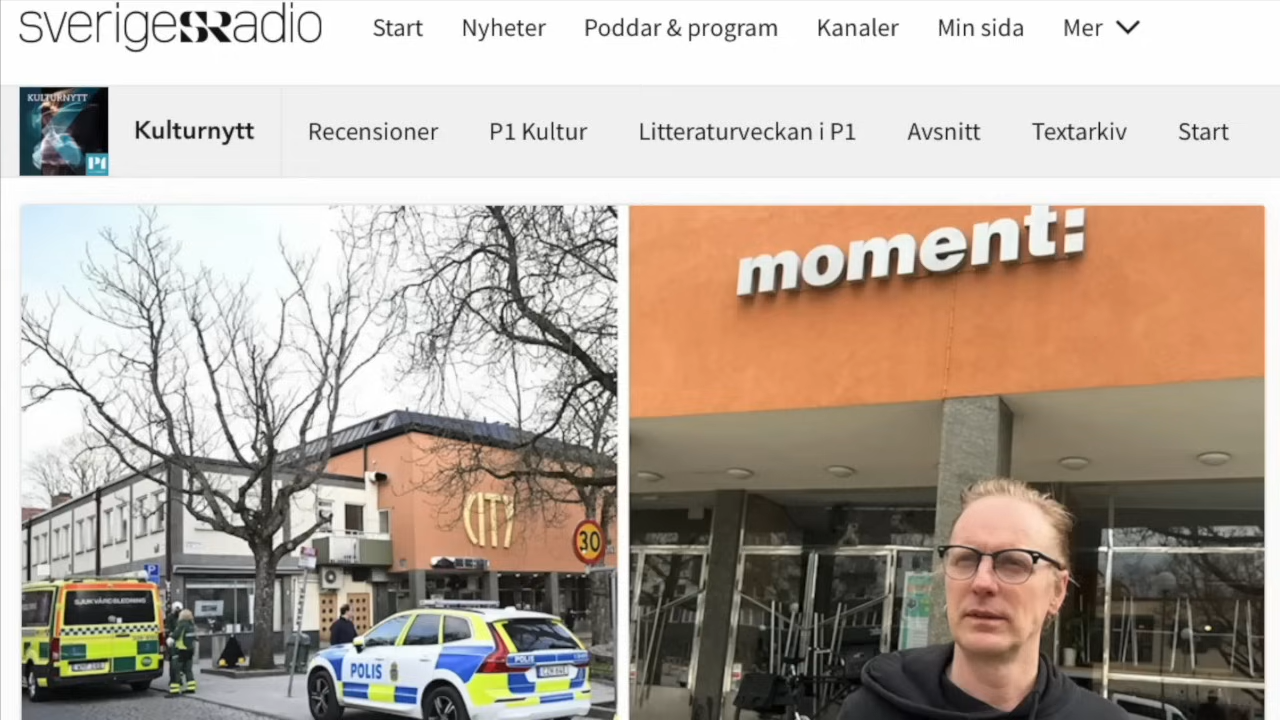 sverigesradio
Start
Nyheter
Poddar & program
Kanaler
Min sida
Mer
KULTURNYTT
P1
Kulturnytt
Recensioner
P1 Kultur
Litteraturveckan i P1
Avsnitt
Textarkiv
Start
moment:
CITY
30
P
SJUKVÅRDSLEDNING
POLIS
POLIS